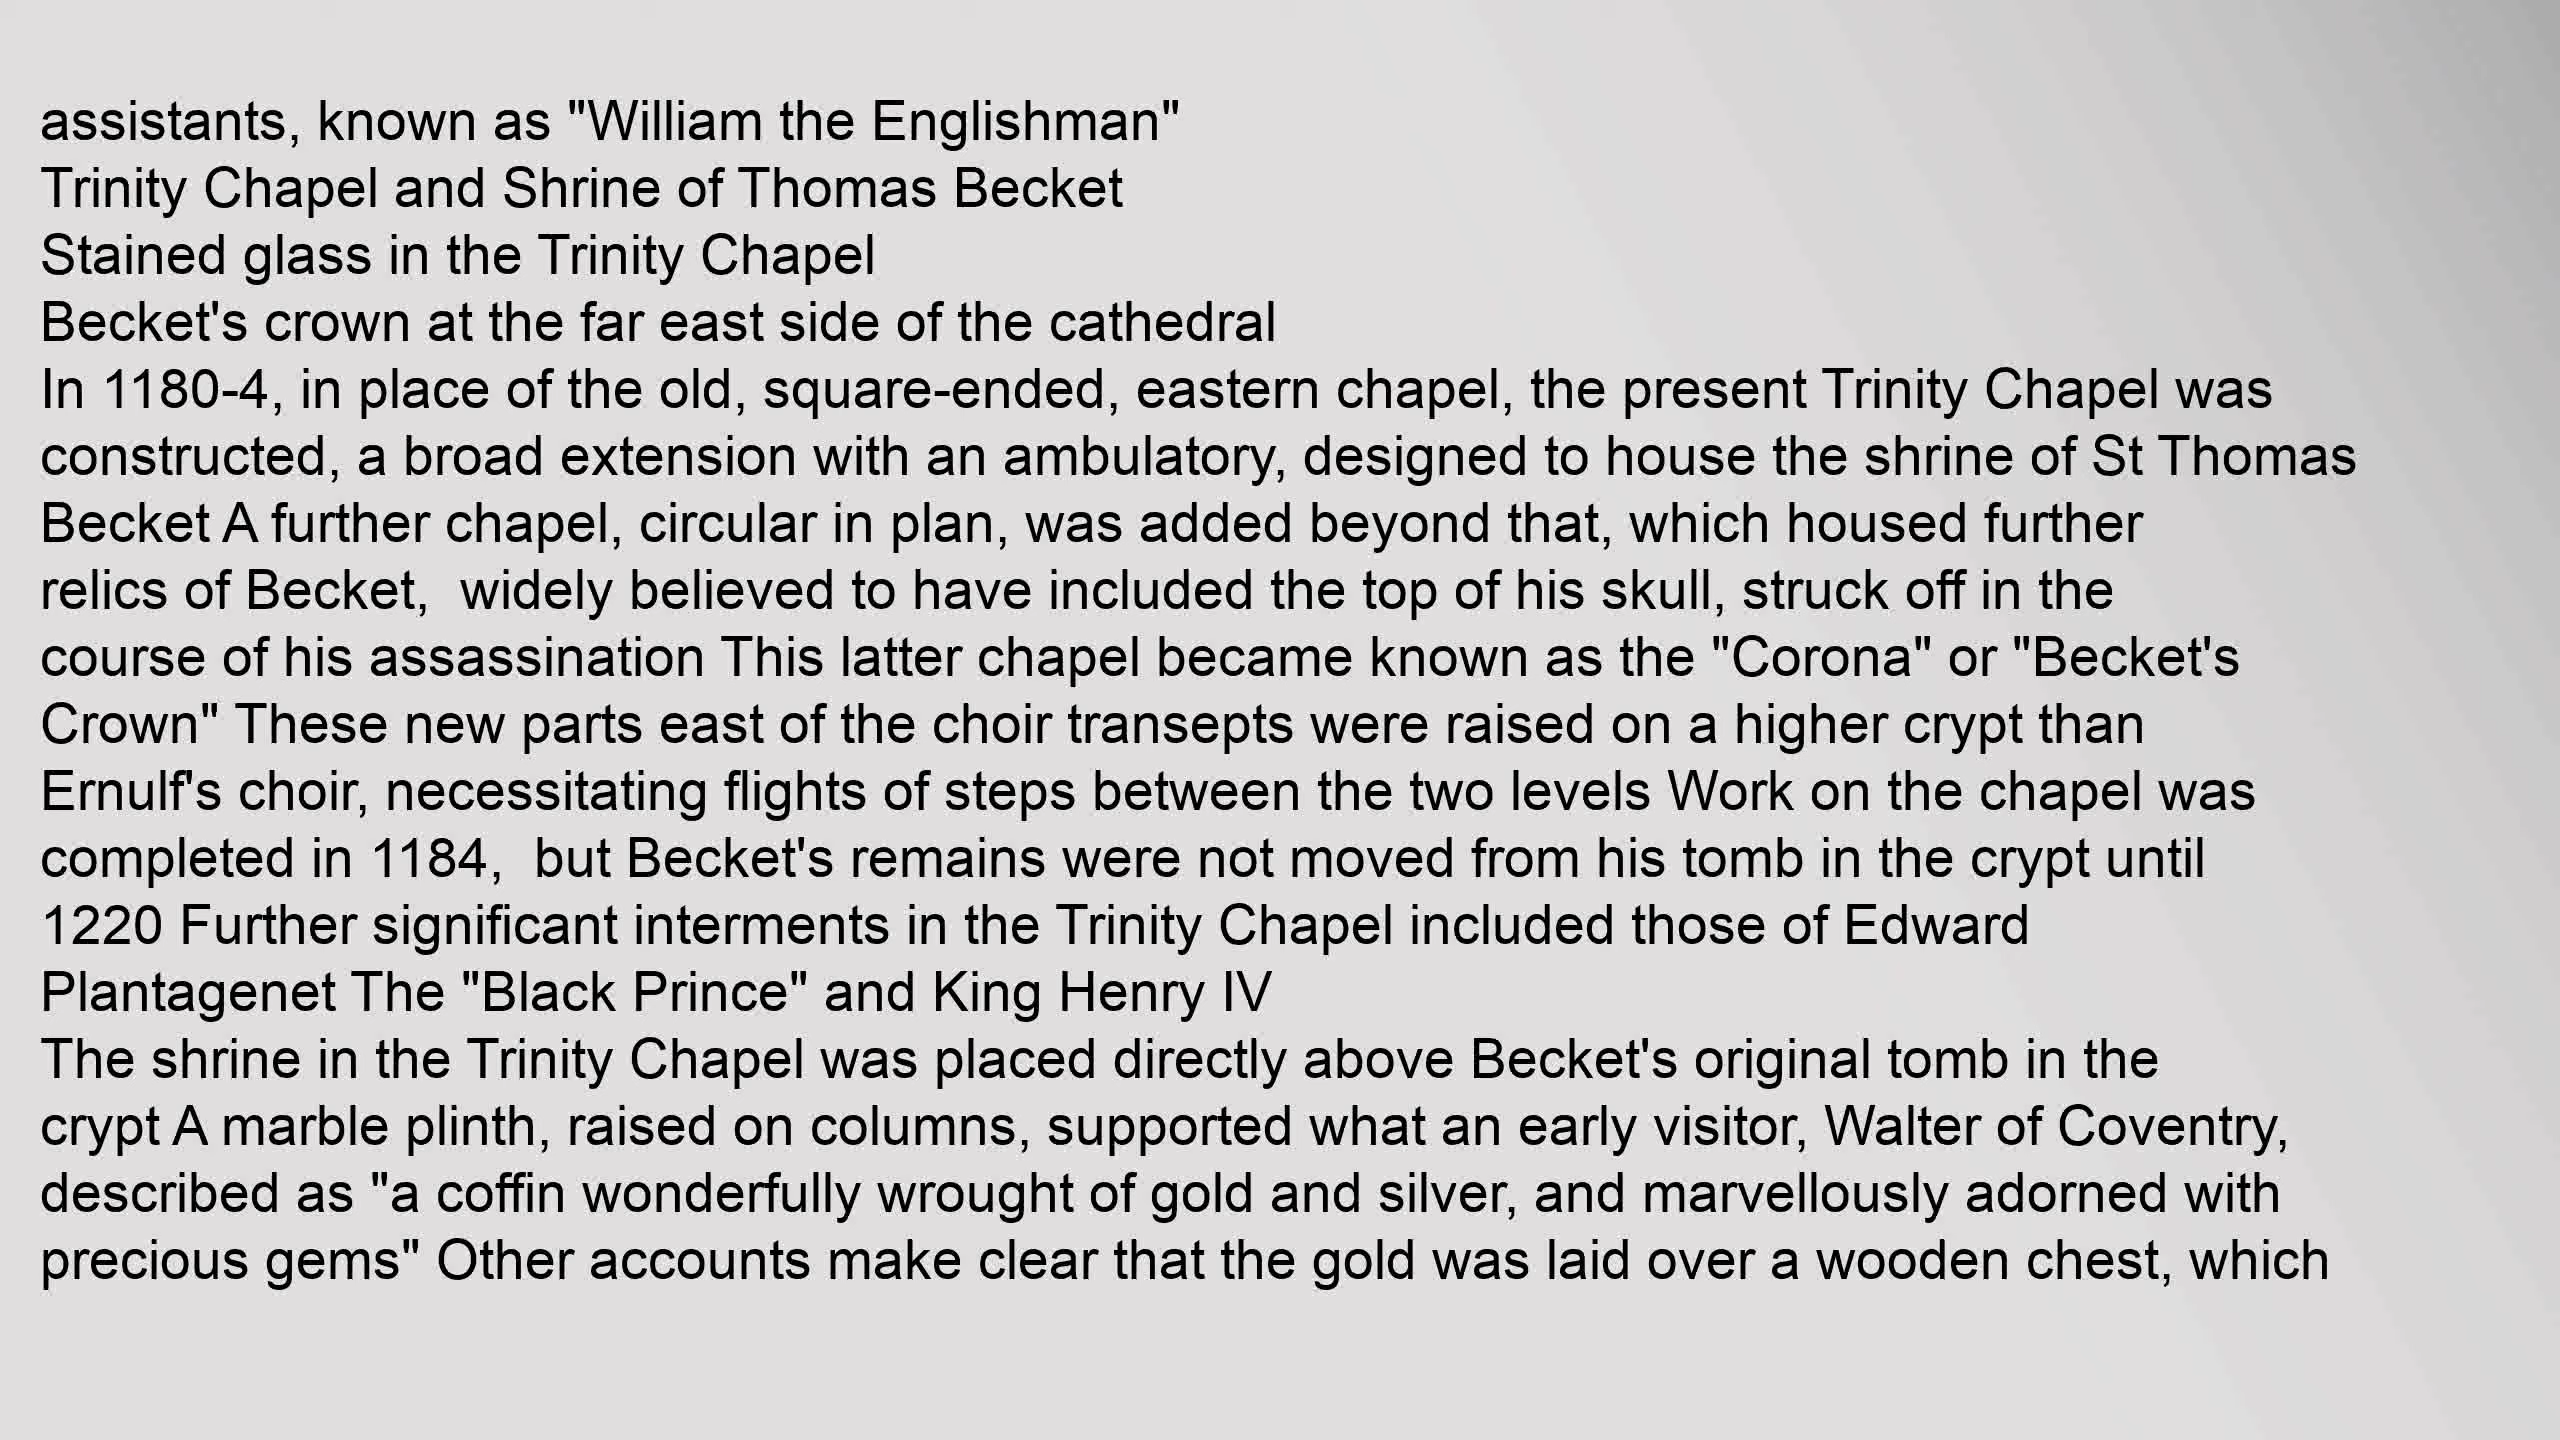 assistants, known as "William the Englishman"
Trinity Chapel and Shrine of Thomas Becket
Stained glass in the Trinity Chapel
Becket's crown at the far east side of the cathedral
In 1180-4, in place of the old, square-ended, eastern chapel, the present Trinity Chapel was
constructed, a broad extension with an ambulatory, designed to house the shrine of St Thomas
Becket A further chapel, circular in plan, was added beyond that, which housed further
relics of Becket,  widely believed to have included the top of his skull, struck off in the
course of his assassination This latter chapel became known as the "Corona" or "Becket's
Crown" These new parts east of the choir transepts were raised on a higher crypt than
Ernulf's choir, necessitating flights of steps between the two levels Work on the chapel was
completed in 1184,  but Becket's remains were not moved from his tomb in the crypt until
1220 Further significant interments in the Trinity Chapel included those of Edward
Plantagenet The "Black Prince" and King Henry IV
The shrine in the Trinity Chapel was placed directly above Becket's original tomb in the
crypt A marble plinth, raised on columns, supported what an early visitor, Walter of Coventry,
described as "a coffin wonderfully wrought of gold and silver, and marvellously adorned with
precious gems" Other accounts make clear that the gold was laid over a wooden chest, which